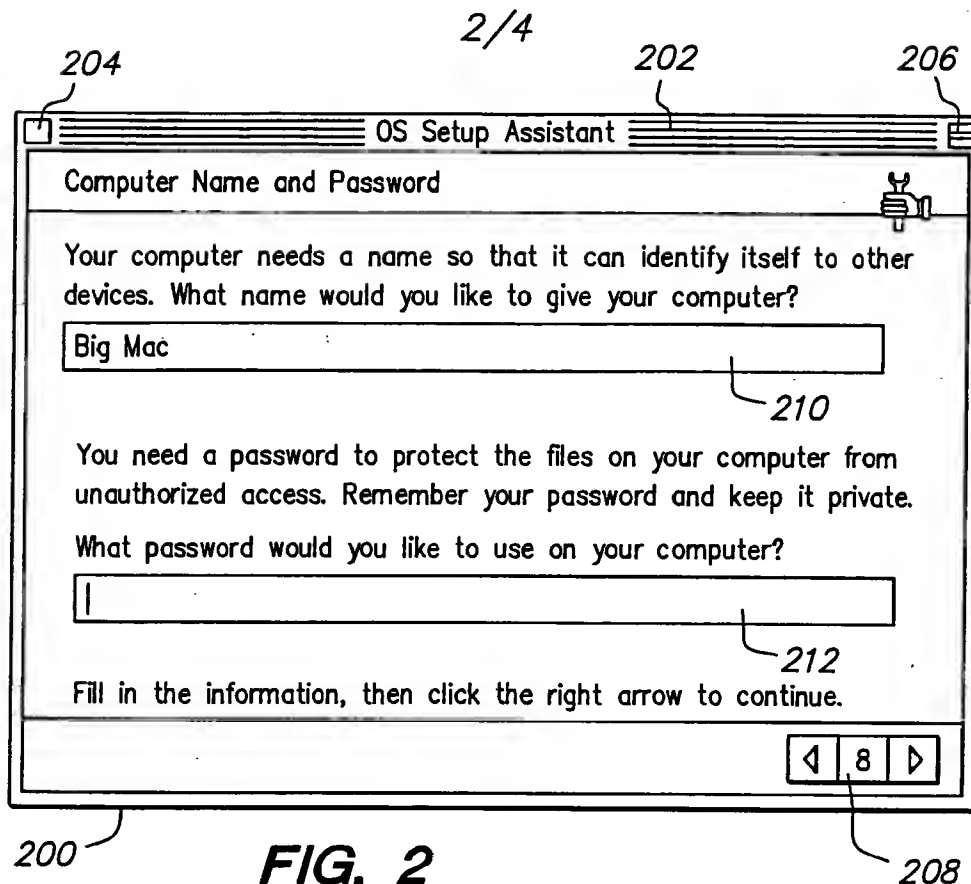 2/4
204 202 206
OS Setup Assistant
Computer Name and Password
Your computer needs a name so that it can identify itself to other
devices. What name would you like to give your computer?
Big Mac
210
You need a password to protect the files on your computer from
unauthorized access. Remember your password and keep it private.
What password would you like to use on your computer?
212
Fill in the information, then click the right arrow to continue.
8
200 FIG. 2 208